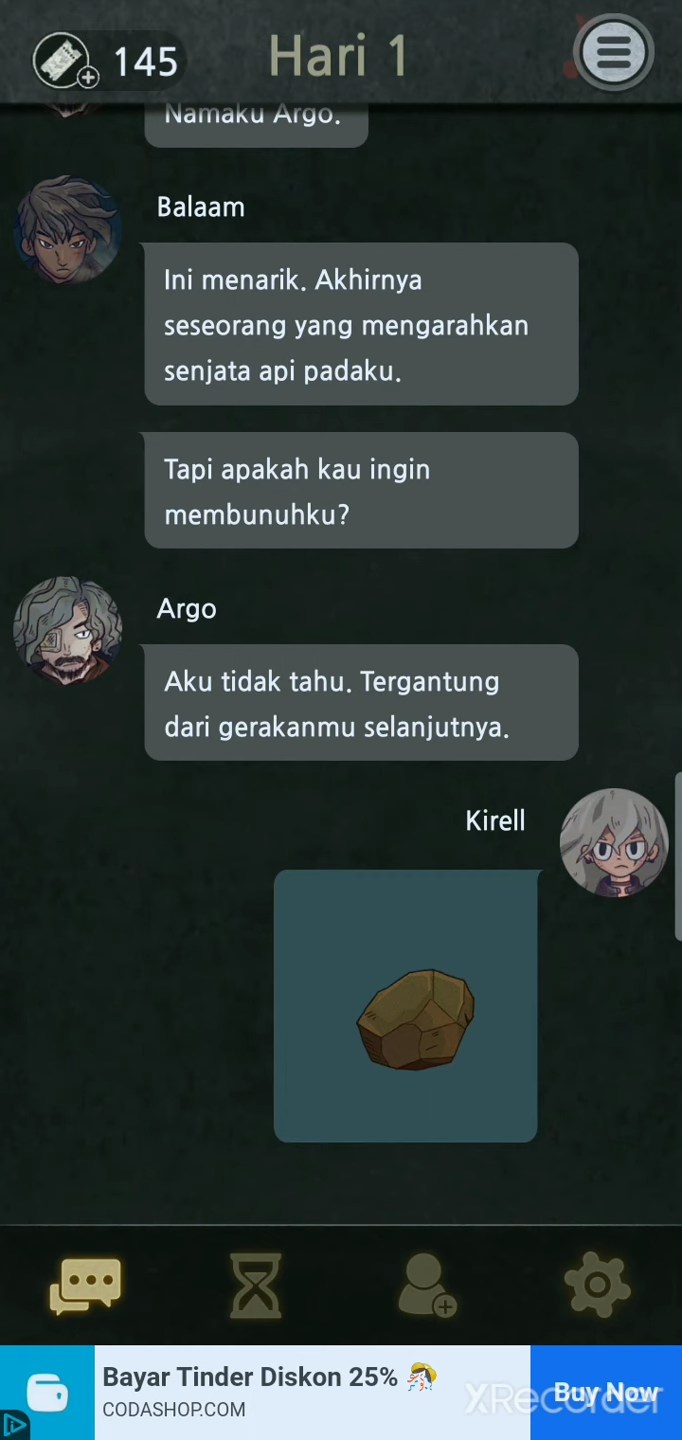 145
Hari 1
Namaku Argo.
Balaam
Ini menarik. Akhirnya
seseorang yang mengarahkan
senjata api padaku.
Tapi apakah kau ingin
membunuhku?
Argo
Aku tidak tahu. Tergantung
dari gerakanmu selanjutnya.
Kirell
Bayar Tinder Diskon 25%
CODASHOP.COM
Buy Now
XRecorder